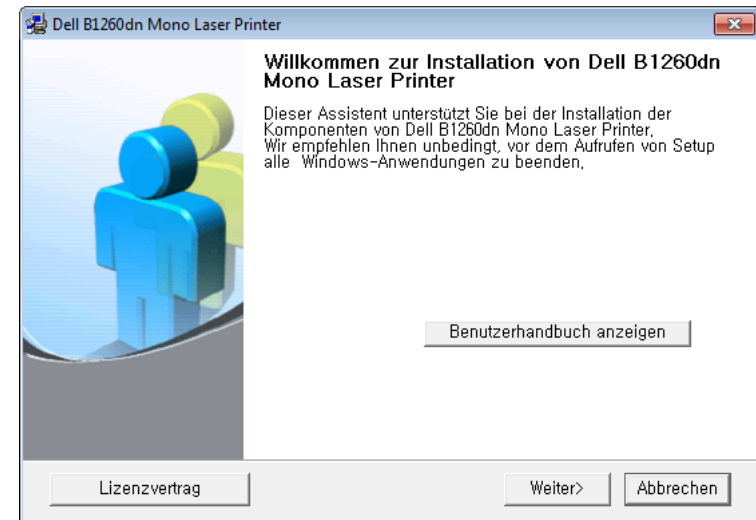 Dell B1260dn Mono Laser Printer
Willkommen zur Installation von Dell B1260dn
Mono Laser Printer
Dieser Assistent unterstützt Sie bei der Installation der
Komponenten von Dell B1260dn Mono Laser Printer,
Wir empfehlen Ihnen unbedingt, vor dem Aufrufen von Setup
alle Windows-Anwendungen zu beenden,
Benutzerhandbuch anzeigen
Lizenzvertrag
Weiter>
Abbrechen